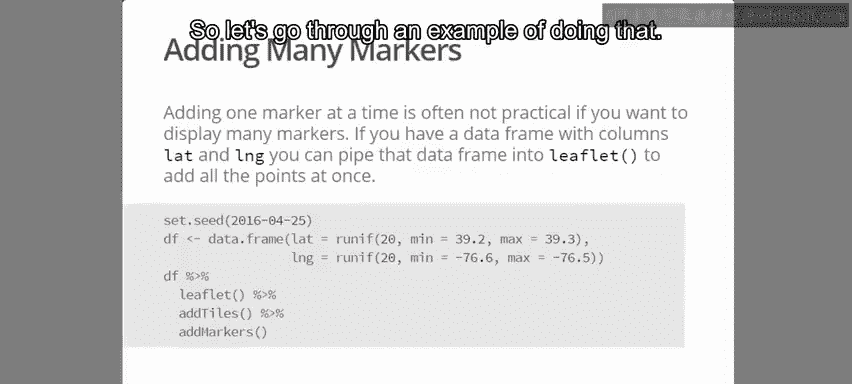 So let's go through an example of doing that.
Adding Many Markers
Adding one marker at a time is often not practical if you want to
display many markers. If you have a data frame with columns
lat and lng you can pipe that data frame into leaflet() to
add all the points at once.
set.seed(2016-04-25)
df <- data.frame(lat = runif(20, min = 39.2, max = 39.3),
                 lng = runif(20, min = -76.6, max = -76.5))
df %>%
  leaflet() %>%
  addTiles() %>%
  addMarkers()